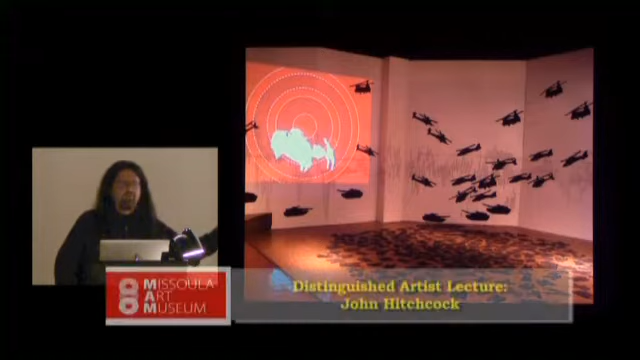 MISSOULA
ART
MUSEUM
Distinguished Artist Lecture:
John Hitchcock